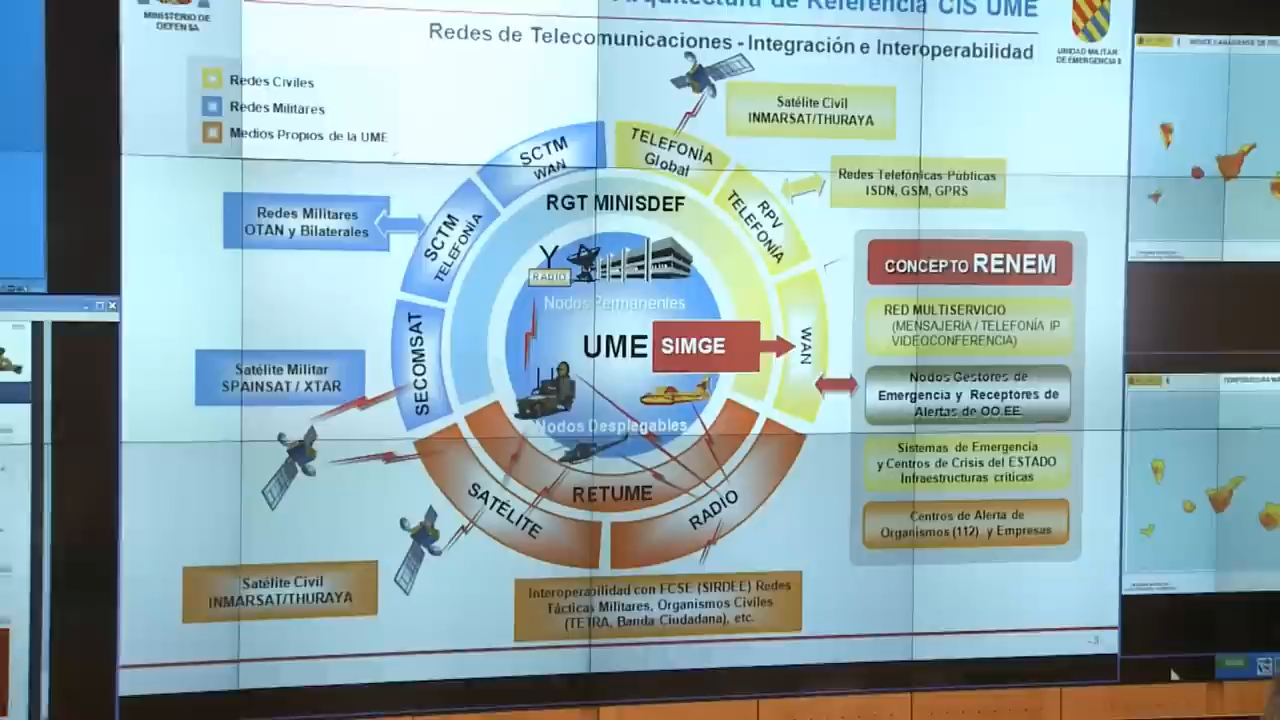 MINISTERIO DE
DEFENSA
Arquitectura de Referencia CIS UME
Redes de Telecomunicaciones - Integración e Interoperabilidad
UNIDAD MILITAR
DE EMERGENCIAS
Redes Civiles
Redes Militares
Medios Propios de la UME
Satélite Civil
INMARSAT/THURAYA
TELEFONÍA
Global
SCTM
WAN
Redes Telefónicas Públicas
ISDN, GSM, GPRS
RPV
TELEFONÍA
RGT MINISDEF
Redes Militares
OTAN y Bilaterales
SCTM
TELEFONÍA
RADIO
Nodos Permanentes
CONCEPTO RENEM
RED MULTISERVICIO
(MENSAJERIA / TELEFONÍA IP
VIDEOCONFERENCIA)
UME
SIMGE
WAN
SECOMSAT
Satélite Militar
SPAINSAT / XTAR
Nodos Gestores de
Emergencia y Receptores de
Alertas de OO.EE.
Nodos Desplegables
Sistemas de Emergencia
y Centros de Crisis del ESTADO
Infraestructuras críticas
RETUME
SATÉLITE
RADIO
Centros de Alerta de
Organismos (112) y Empresas
Satélite Civil
INMARSAT/THURAYA
Interoperabilidad con FCSE (SIRDEE) Redes
Tácticas Militares, Organismos Civiles
(TETRA, Banda Ciudadana), etc.
-3-